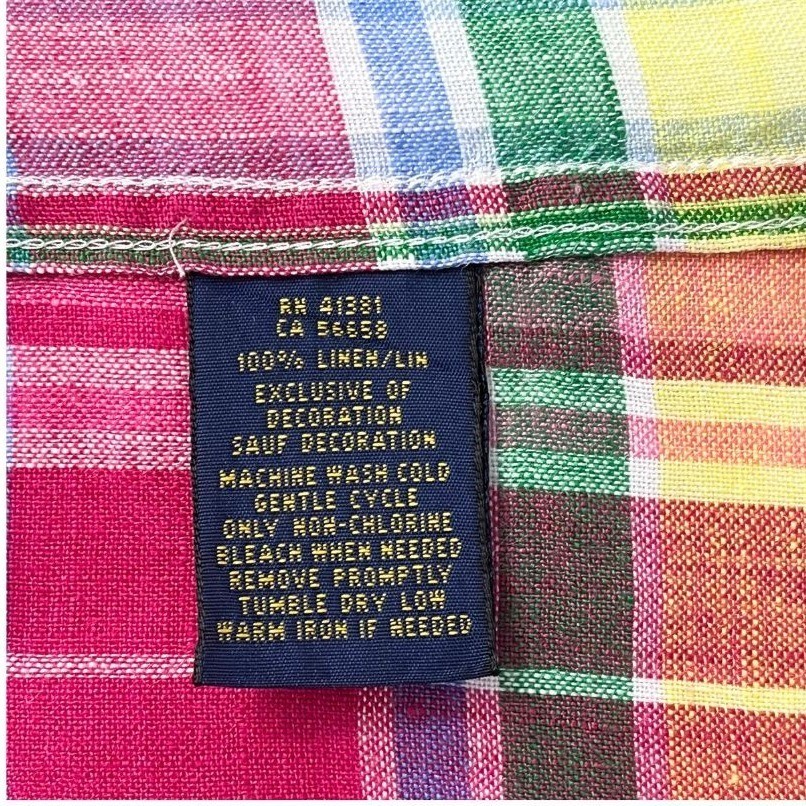 RN 41381
CA 56858
100% LINEN/LIN
EXCLUSIVE OF
DECORATION
SAUF DECORATION
MACHINE WASH COLD
GENTLE CYCLE
ONLY NON-CHLORINE
BLEACH WHEN NEEDED
REMOVE PROMPTLY
TUMBLE DRY LOW
WARM IRON IF NEEDED